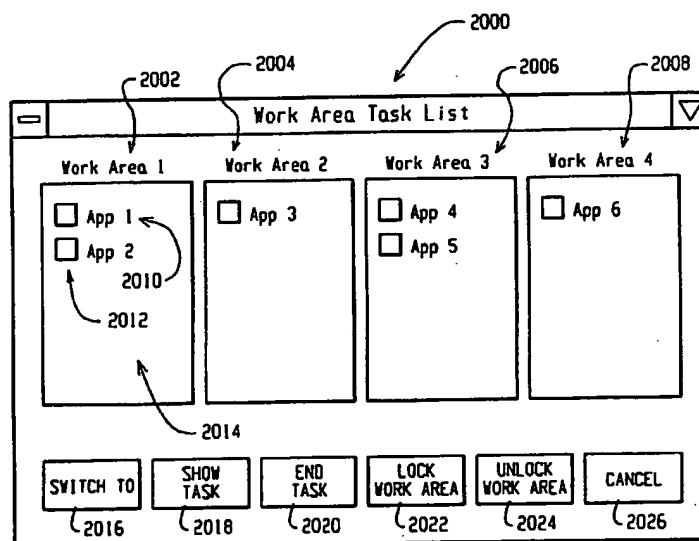 2000
2002
2004
2006
2008
Work Area Task List
Work Area 1
Work Area 2
Work Area 3
Work Area 4
App 1
App 2
2010
2012
2014
App 3
App 4
App 5
App 6
SWITCH TO
SHOW
TASK
END
TASK
LOCK
WORK AREA
UNLOCK
WORK AREA
CANCEL
2016
2018
2020
2022
2024
2026